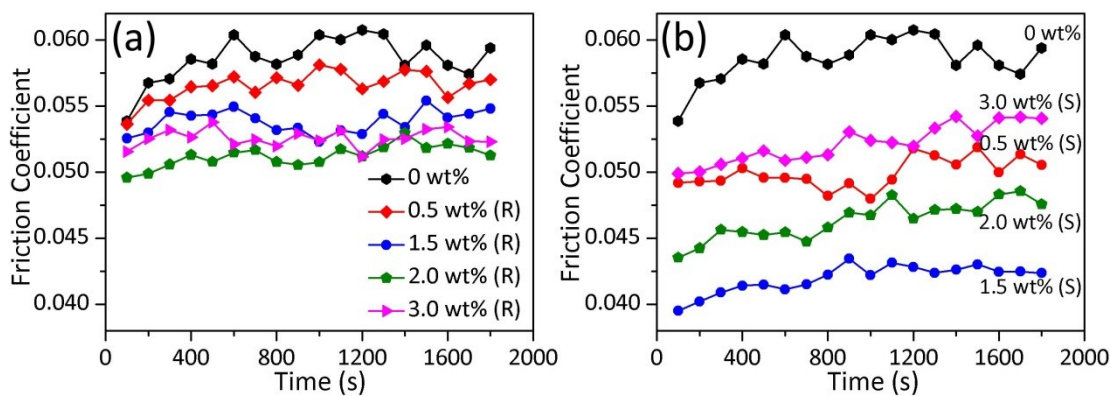 (a)
Friction Coefficient
0.060
0.055
0.050
0.045
0.040
0 wt%
0.5 wt% (R)
1.5 wt% (R)
2.0 wt% (R)
3.0 wt% (R)
0 400 800 1200 1600 2000
Time (s)
(b)
Friction Coefficient
0.060
0.055
0.050
0.045
0.040
0 wt%
3.0 wt% (S)
0.5 wt% (S)
2.0 wt% (S)
1.5 wt% (S)
0 400 800 1200 1600 2000
Time (s)